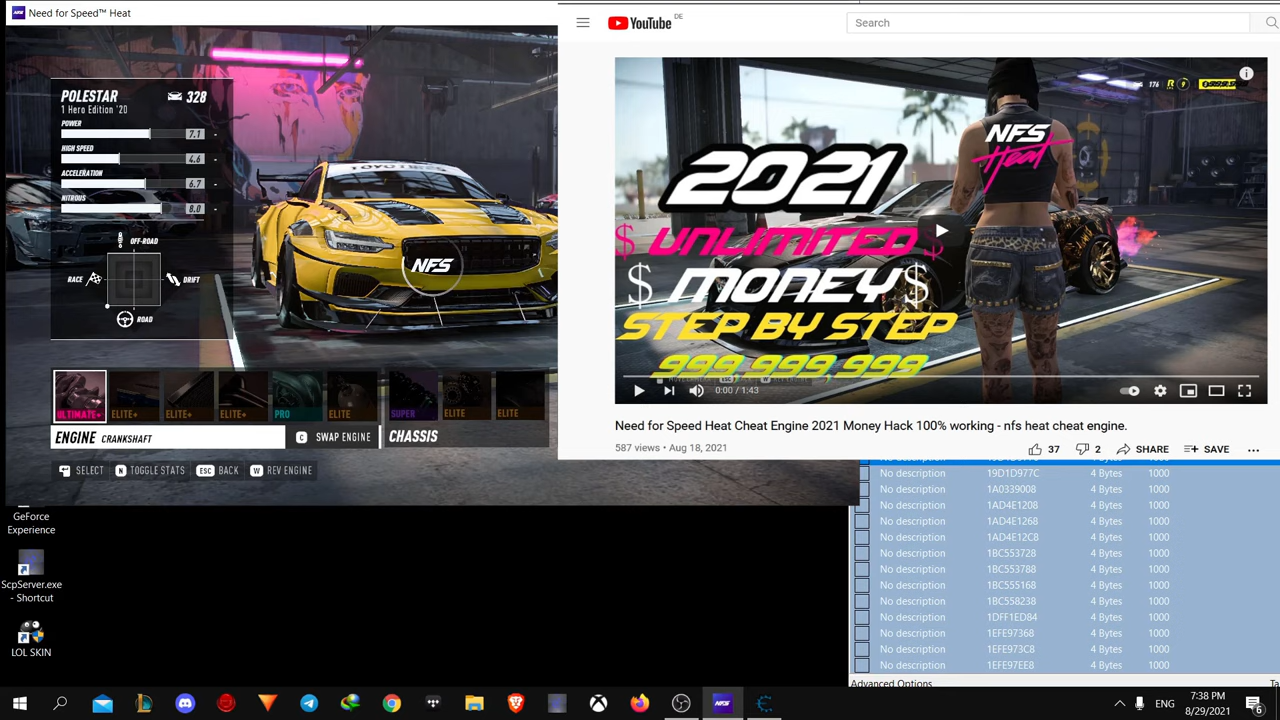 Need for Speed™ Heat
POLESTAR
328
1 Hero Edition '20
POWER
7.1
HIGH SPEED
4.6
ACCELERATION
6.7
NITROUS
8.0
OFF-ROAD
RACE
DRIFT
ROAD
TOYO TIRES
NFS
ULTIMATE+
ELITE+
ELITE+
ELITE+
PRO
ELITE
SUPER
ELITE
ELITE
ENGINE CRANKSHAFT
C SWAP ENGINE
CHASSIS
SELECT
N TOGGLE STATS
ESC BACK
W REV ENGINE
YouTube DE
Search
176
R 9
NFS
Heat
2021
$ UNLIMITED $
$ MONEY $
STEP BY STEP
999,999,999
0:00 / 1:43
Need for Speed Heat Cheat Engine 2021 Money Hack 100% working - nfs heat cheat engine.
587 views • Aug 18, 2021
37
2
SHARE
SAVE
No description 19D1D977C 4 Bytes 1000
No description 1A0339008 4 Bytes 1000
No description 1AD4E1208 4 Bytes 1000
No description 1AD4E1268 4 Bytes 1000
No description 1AD4E12C8 4 Bytes 1000
No description 1BC553728 4 Bytes 1000
No description 1BC553788 4 Bytes 1000
No description 1BC555168 4 Bytes 1000
No description 1BC558238 4 Bytes 1000
No description 1DFF1ED84 4 Bytes 1000
No description 1EFE97368 4 Bytes 1000
No description 1EFE973C8 4 Bytes 1000
No description 1EFE97EE8 4 Bytes 1000
Advanced Options
Ta
GeForce
Experience
ScpServer.exe
- Shortcut
LOL SKIN
ENG
7:38 PM
8/29/2021
6